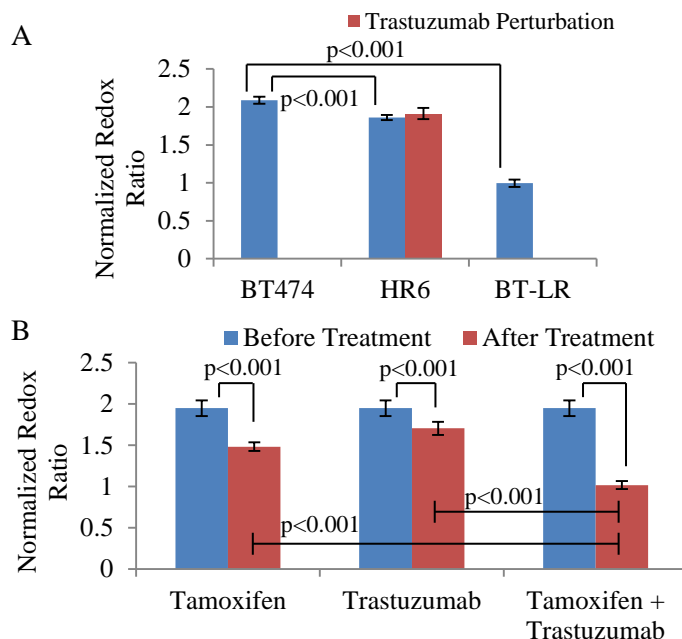 A
Trastuzumab Perturbation
p<0.001
p<0.001
Normalized Redox
Ratio
2.5
2
1.5
1
0.5
0
BT474 HR6 BT-LR
B
Before Treatment After Treatment
p<0.001 p<0.001 p<0.001
Normalized Redox
Ratio
2.5
2
1.5
1
0.5
0
p<0.001
p<0.001
Tamoxifen Trastuzumab Tamoxifen +
Trastuzumab